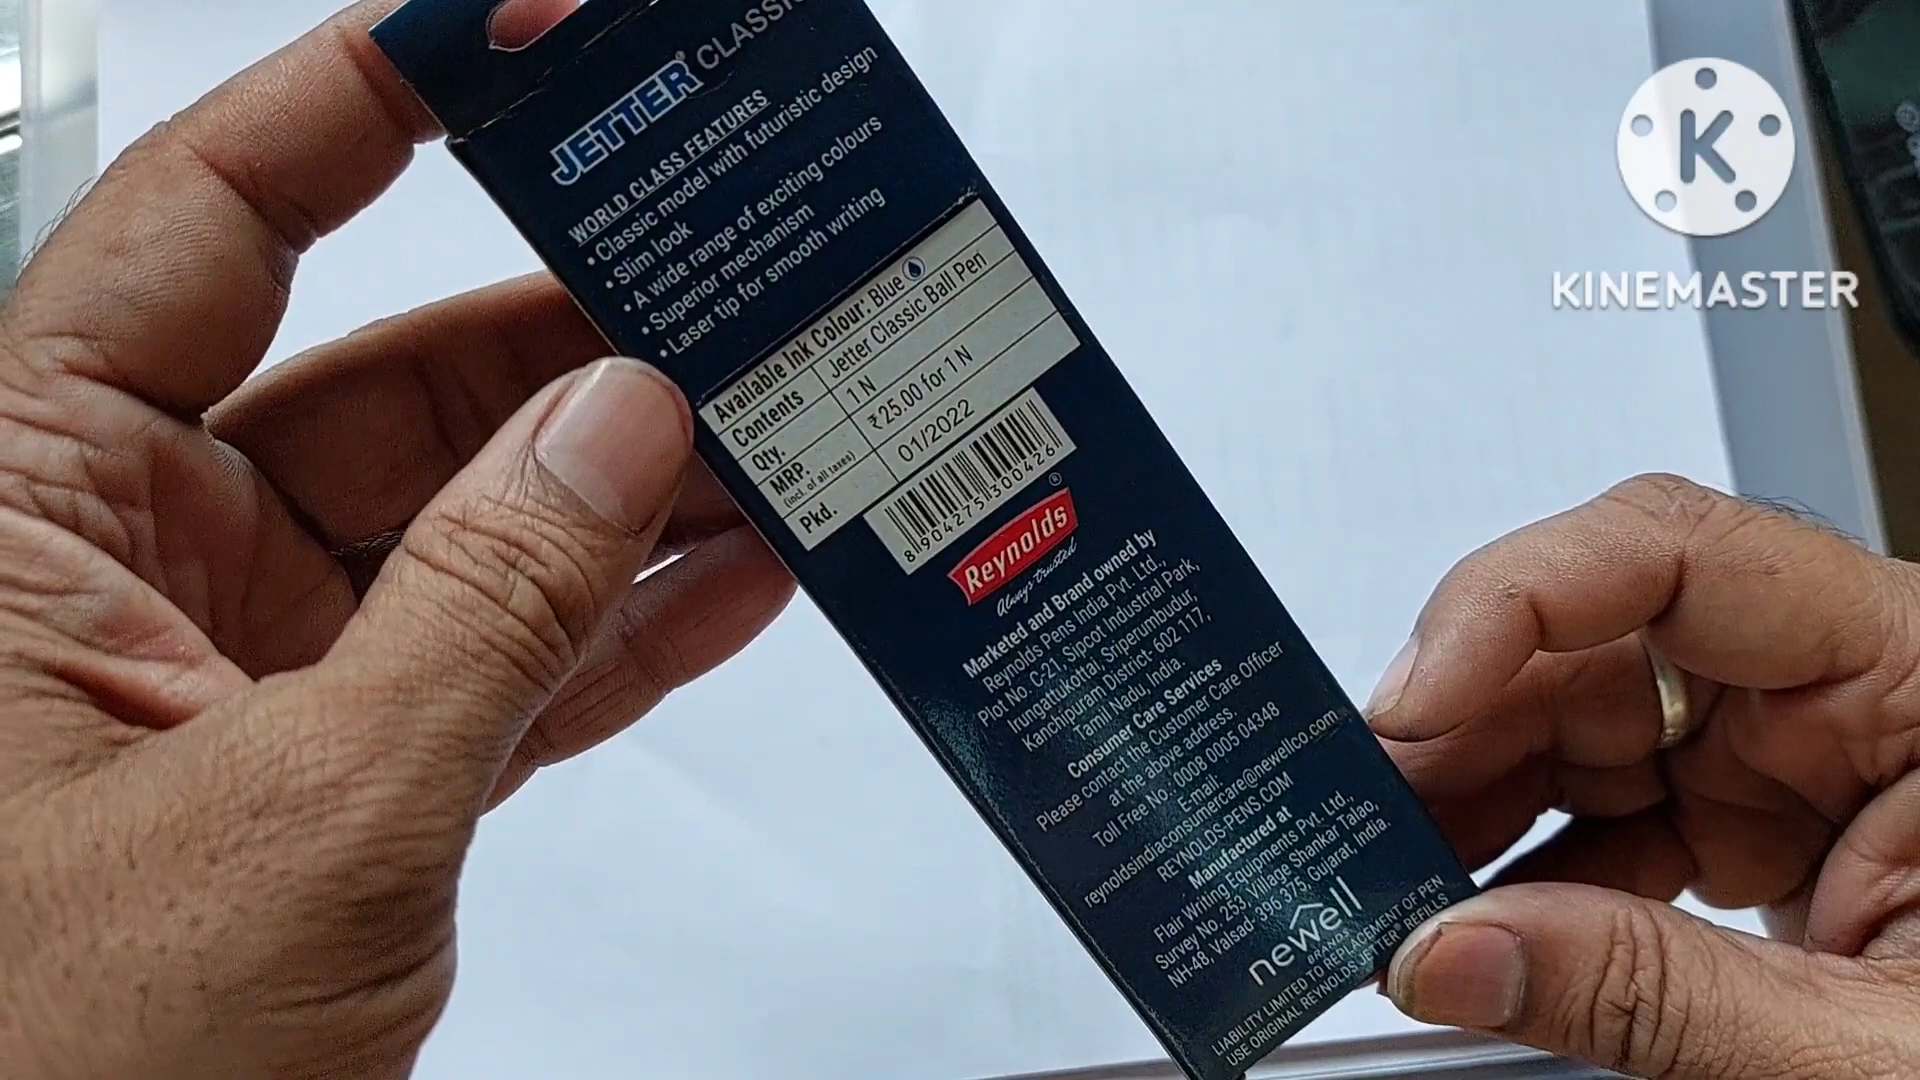 JETTER® CLASSIC
WORLD CLASS FEATURES
• Classic model with futuristic design
• Slim look
• A wide range of exciting colours
• Superior mechanism
• Laser tip for smooth writing
Available Ink Colour: Blue
Contents Jetter Classic Ball Pen
Qty. 1 N
MRP. ₹25.00 for 1 N
(incl. of all taxes)
Pkd. 01/2022
8904275300426
Reynolds®
Always trusted
Marketed and Brand owned by
Reynolds Pens India Pvt. Ltd.,
Plot No. C-21, Sipcot Industrial Park,
Irungattukottai, Sriperumbudur,
Kanchipuram District- 602 117,
Tamil Nadu, India.
Consumer Care Services
Please contact the Customer Care Officer
at the above address
Toll Free No. 0008 0005 04348
E-mail:
reynoldsindiaconsumercare@newellco.com
REYNOLDS-PENS.COM
Manufactured at
Flair Writing Equipments Pvt. Ltd.,
Survey No. 253, Village Shankar Talao,
NH-48, Valsad- 396 375, Gujarat, India.
newell
BRANDS
LIABILITY LIMITED TO REPLACEMENT OF PEN
USE ORIGINAL REYNOLDS JETTER® REFILLS
K
KINEMASTER